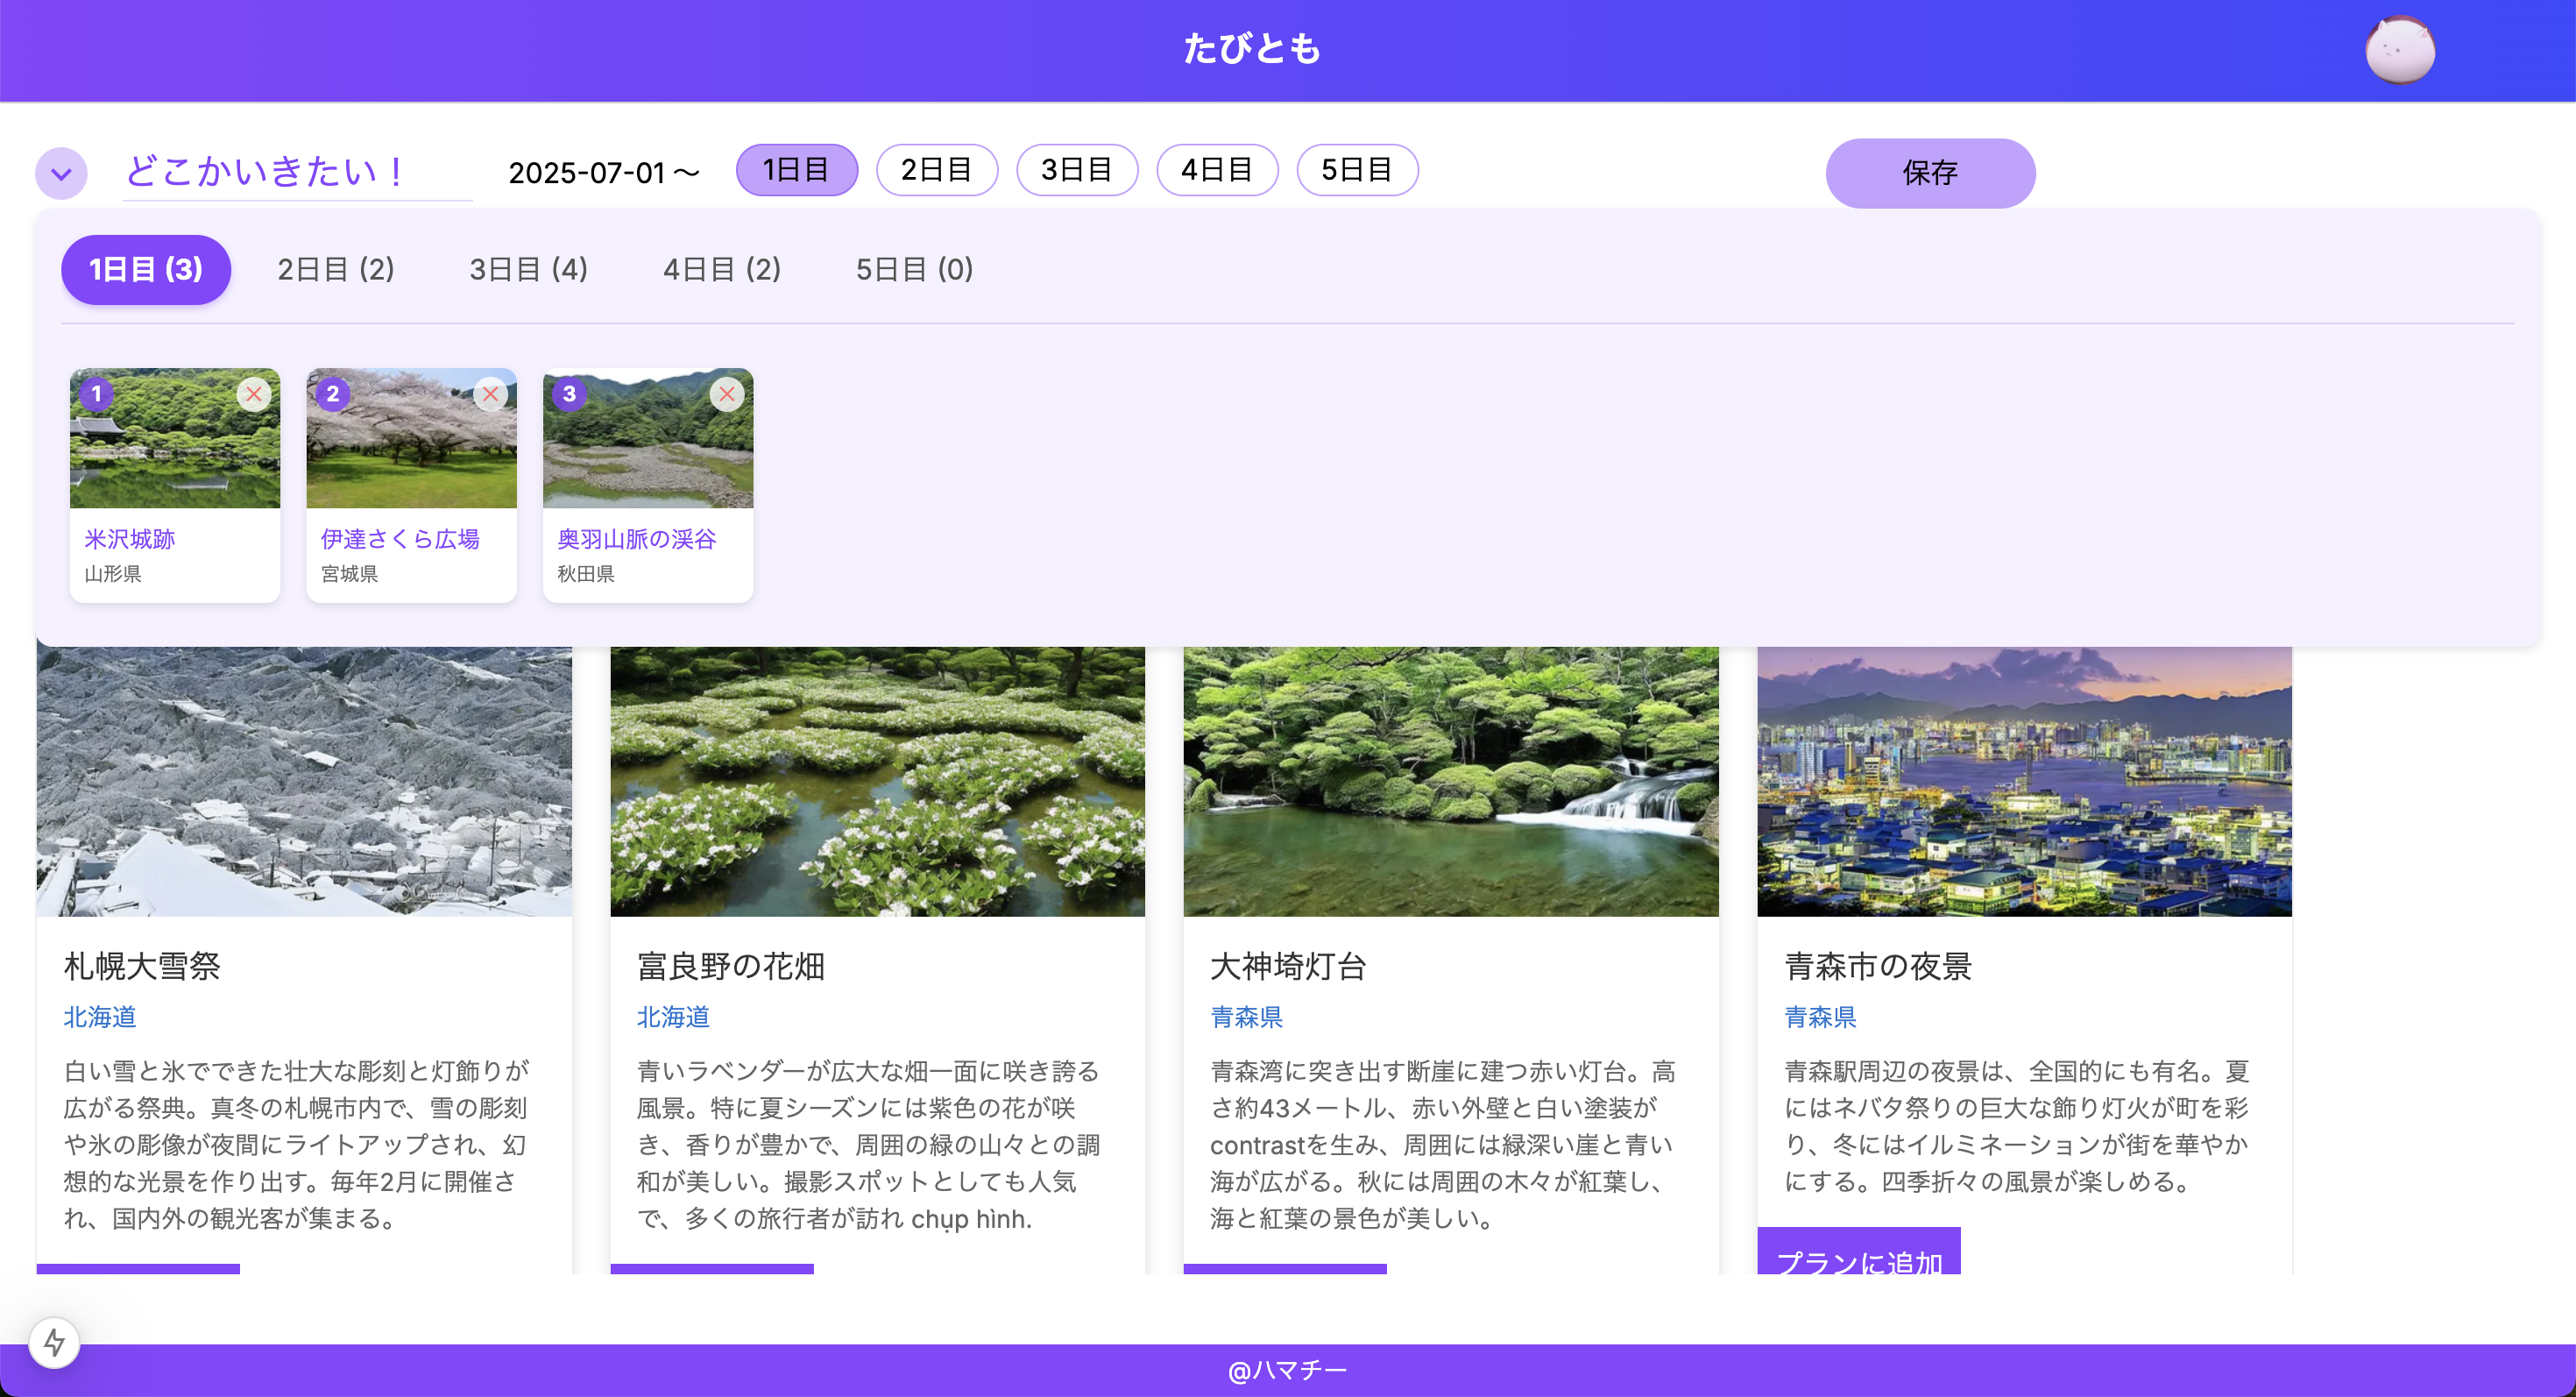 たびとも
どこかいきたい！
2025-07-01 〜
1日目
2日目
3日目
4日目
5日目
保存
1日目 (3)
2日目 (2)
3日目 (4)
4日目 (2)
5日目 (0)
1
2
3
米沢城跡
山形県
伊達さくら広場
宮城県
奥羽山脈の渓谷
秋田県
札幌大雪祭
北海道
白い雪と氷でできた壮大な彫刻と灯飾りが
広がる祭典。真冬の札幌市内で、雪の彫刻
や氷の彫像が夜間にライトアップされ、幻
想的な光景を作り出す。毎年2月に開催さ
れ、国内外の観光客が集まる。
富良野の花畑
北海道
青いラベンダーが広大な畑一面に咲き誇る
風景。特に夏シーズンには紫色の花が咲
き、香りが豊かで、周囲の緑の山々との調
和が美しい。撮影スポットとしても人気
で、多くの旅行者が訪れ chụp hình.
大神埼灯台
青森県
青森湾に突き出す断崖に建つ赤い灯台。高
さ約43メートル、赤い外壁と白い塗装が
contrastを生み、周囲には緑深い崖と青い
海が広がる。秋には周囲の木々が紅葉し、
海と紅葉の景色が美しい。
青森市の夜景
青森県
青森駅周辺の夜景は、全国的にも有名。夏
にはネバタ祭りの巨大な飾り灯火が町を彩
り、冬にはイルミネーションが街を華やか
にする。四季折々の風景が楽しめる。
プランに追加
@ハマチー